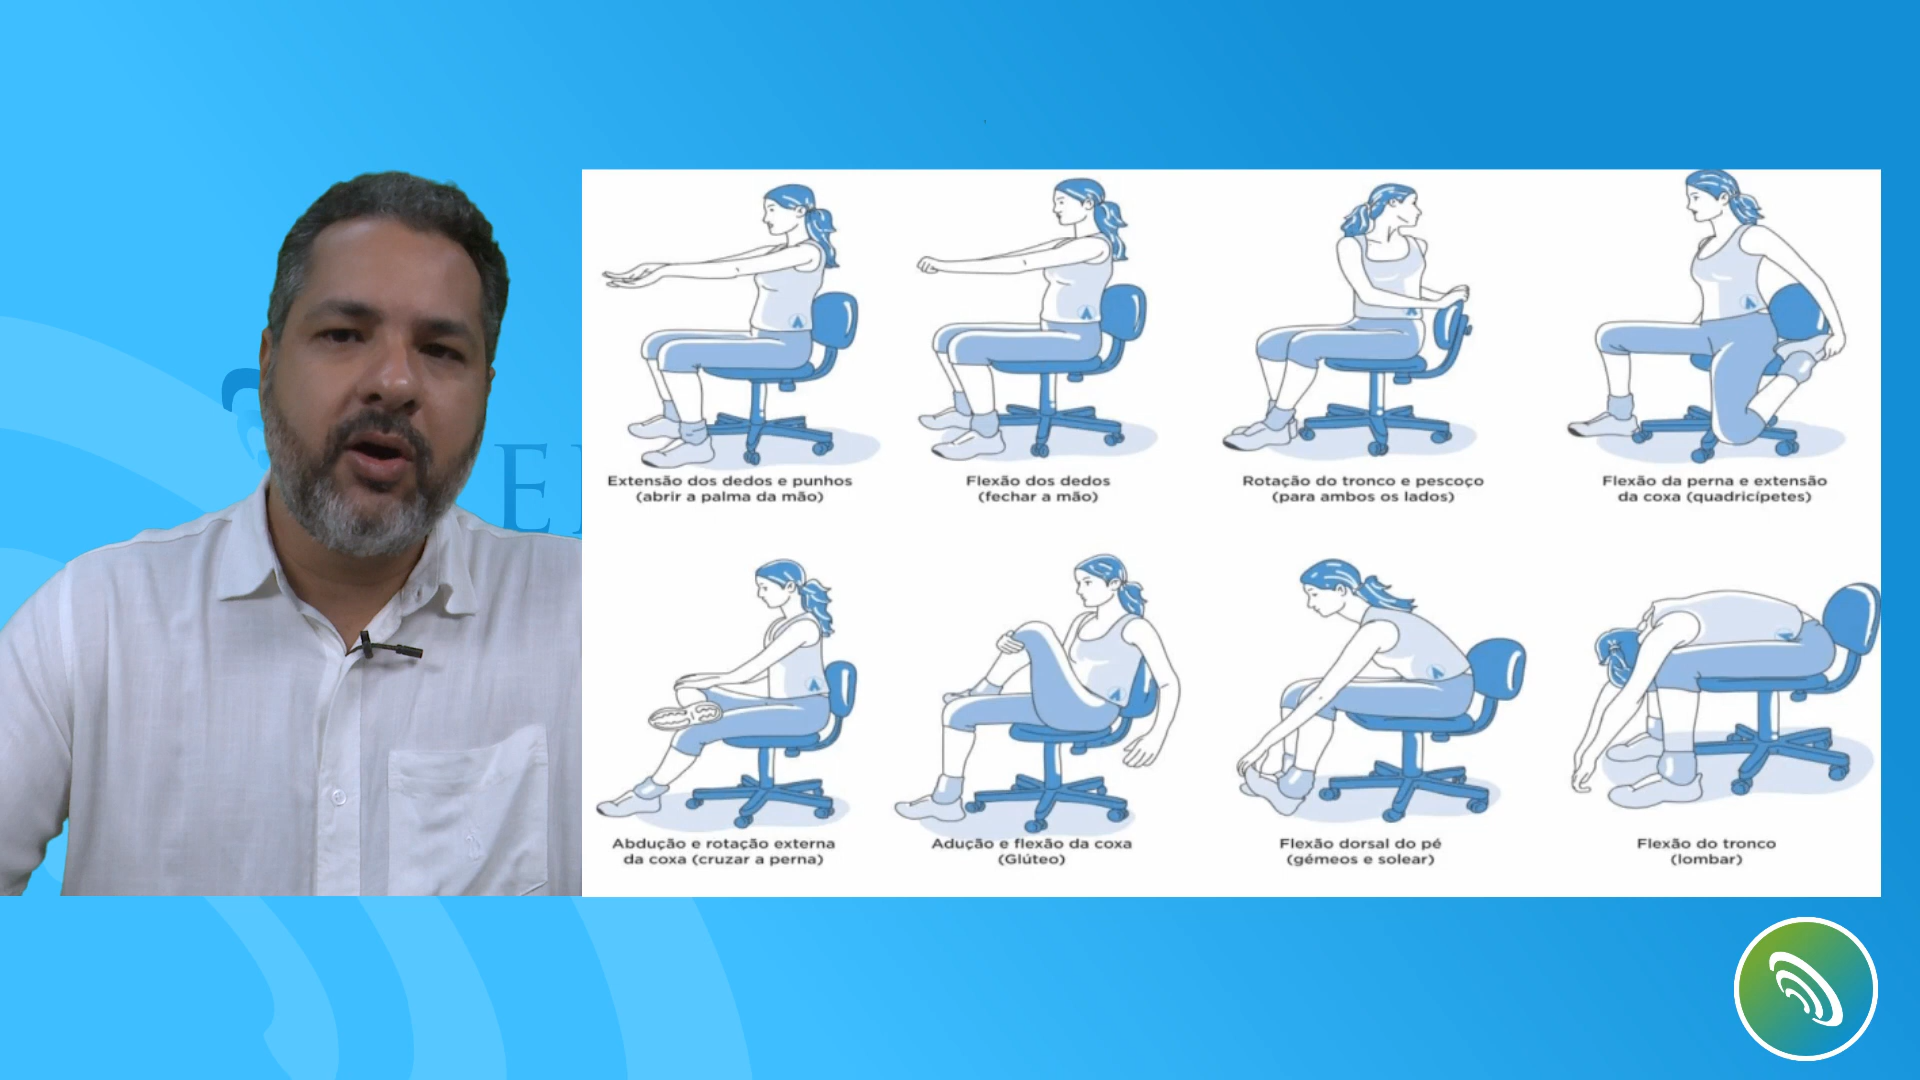 Extensão dos dedos e punhos
(abrir a palma da mão)
Flexão dos dedos
(fechar a mão)
Rotação do tronco e pescoço
(para ambos os lados)
Flexão da perna e extensão
da coxa (quadricípetes)
Abdução e rotação externa
da coxa (cruzar a perna)
Adução e flexão da coxa
(Glúteo)
Flexão dorsal do pé
(gémeos e solear)
Flexão do tronco
(lombar)